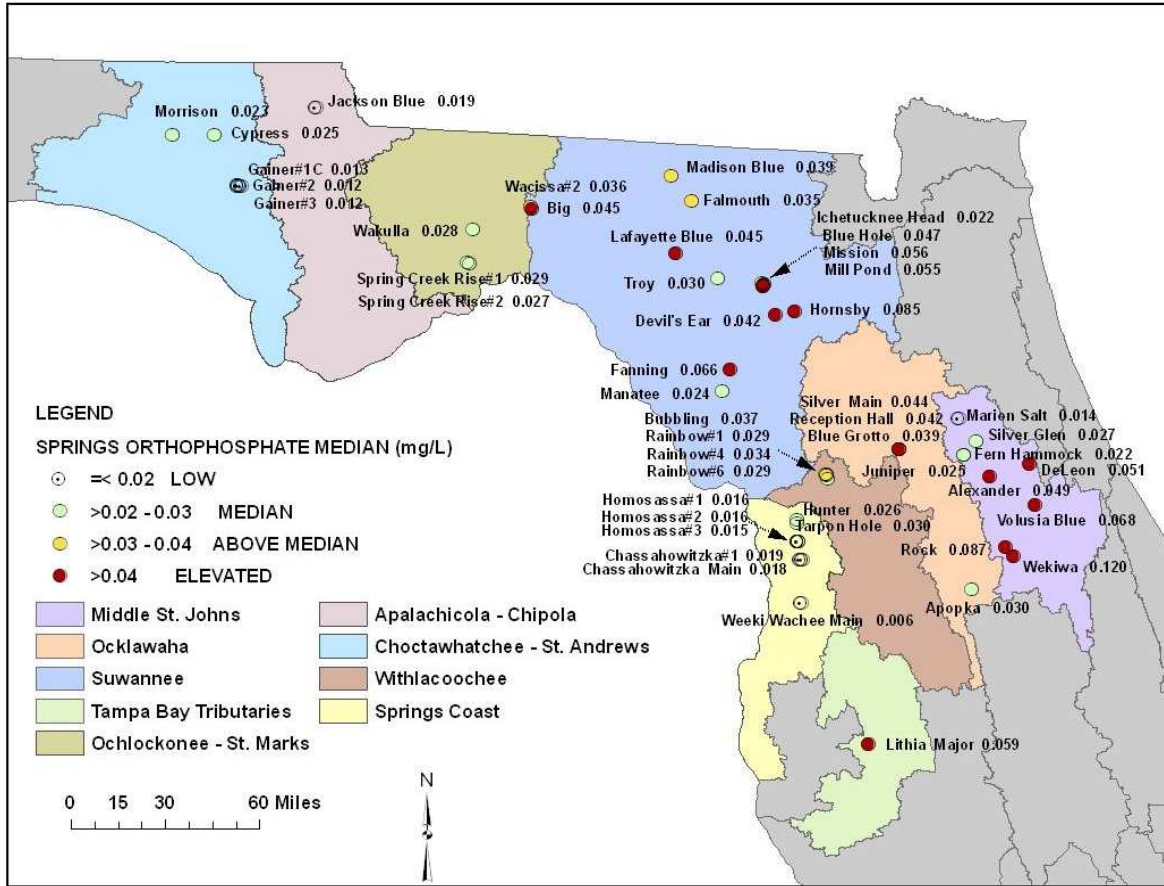 Jackson Blue 0.019
Morrison 0.023
Cypress 0.025
Gainer#1C 0.013
Gainer#2 0.012
Gainer#3 0.012
Wakulla 0.028
Spring Creek Rise#1 0.029
Spring Creek Rise#2 0.027
Wacissa#2 0.036
Big 0.045
Madison Blue 0.039
Falmouth 0.035
Lafayette Blue 0.045
Ichetucknee Head 0.022
Blue Hole 0.047
Mission 0.056
Mill Pond 0.055
Troy 0.030
Devil's Ear 0.042
Hornsby 0.085
Fanning 0.066
Manatee 0.024
Bubbling 0.037
Rainbow#1 0.029
Rainbow#4 0.034
Rainbow#6 0.029
Silver Main 0.044
Reception Hall 0.042
Blue Grotto 0.039
Juniper 0.025
Marion Salt 0.014
Silver Glen 0.027
Fern Hammock 0.022
DeLeon 0.051
Alexander 0.049
Volusia Blue 0.068
Homosassa#1 0.016
Homosassa#2 0.016
Homosassa#3 0.015
Hunter 0.026
Tarpon Hole 0.030
Chassahowitzka#1 0.019
Chassahowitzka Main 0.018
Rock 0.087
Wekiwa 0.120
Apopka 0.030
Weeki Wachee Main 0.006
Lithia Major 0.059
LEGEND
SPRINGS ORTHOPHOSPHATE MEDIAN (mg/L)
=< 0.02 LOW
>0.02 - 0.03 MEDIAN
>0.03 - 0.04 ABOVE MEDIAN
>0.04 ELEVATED
Middle St. Johns
Ocklawaha
Suwannee
Tampa Bay Tributaries
Ochlockonee - St. Marks
Apalachicola - Chipola
Choctawhatchee - St. Andrews
Withlacoochee
Springs Coast
0 15 30 60 Miles
N